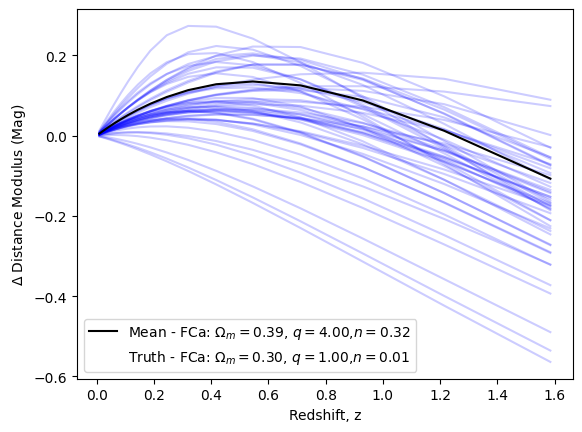 0.2
0.0
−0.2
−0.4
−0.6
Δ Distance Modulus (Mag)
Mean - FCa: Ωm = 0.39, q = 4.00,n = 0.32
Truth - FCa: Ωm = 0.30, q = 1.00,n = 0.01
0.0 0.2 0.4 0.6 0.8 1.0 1.2 1.4 1.6
Redshift, z